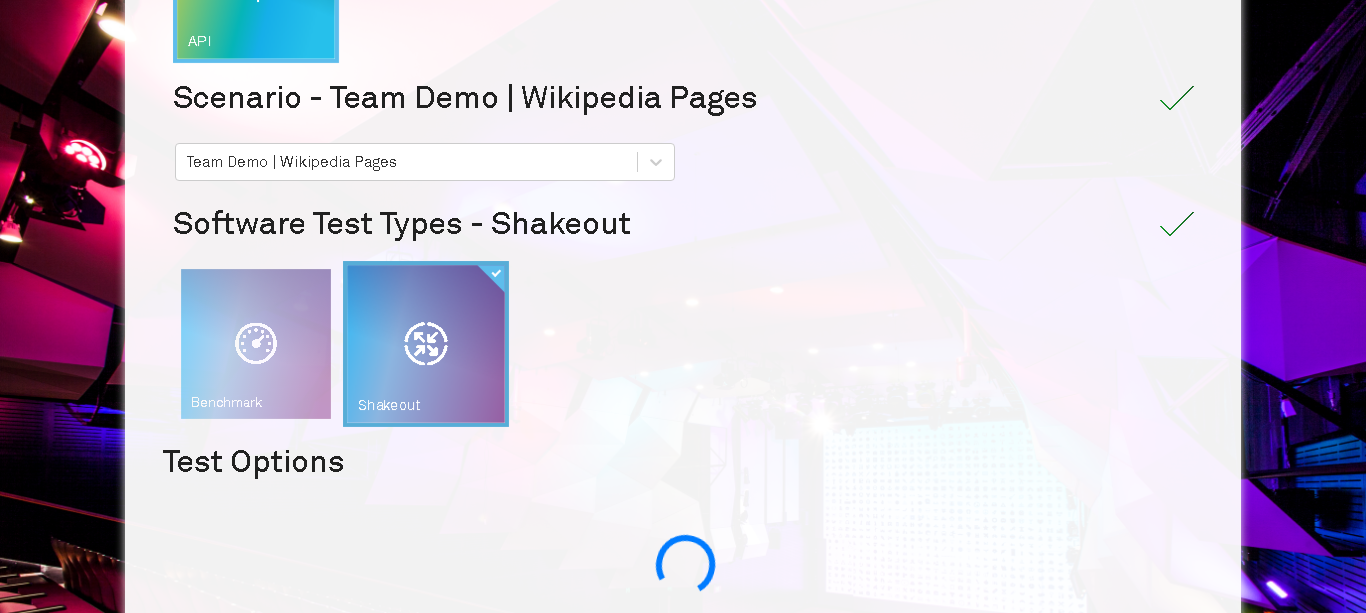 API
Scenario - Team Demo | Wikipedia Pages
Team Demo | Wikipedia Pages
Software Test Types - Shakeout
Benchmark
Shakeout
Test Options